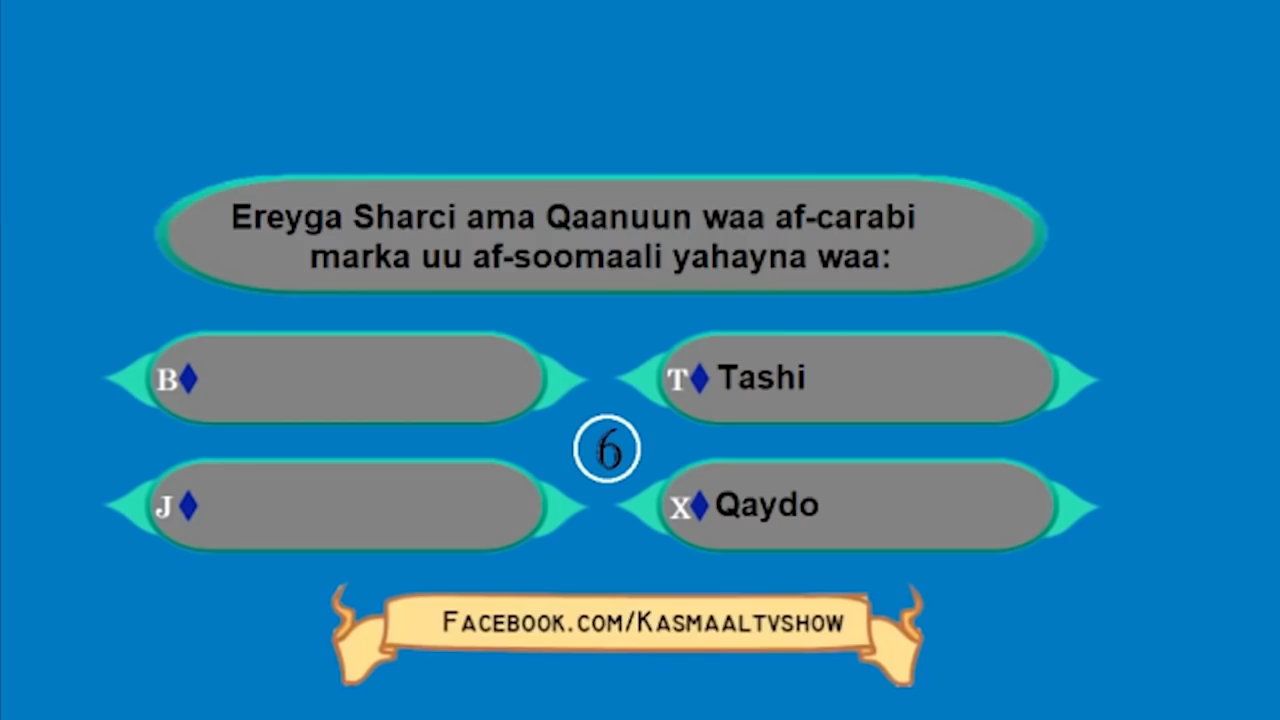 Ereyga Sharci ama Qaanuun waa af-carabi
marka uu af-soomaali yahayna waa:
B
T Tashi
6
J
X Qaydo
FACEBOOK.COM/KASMAALTVSHOW